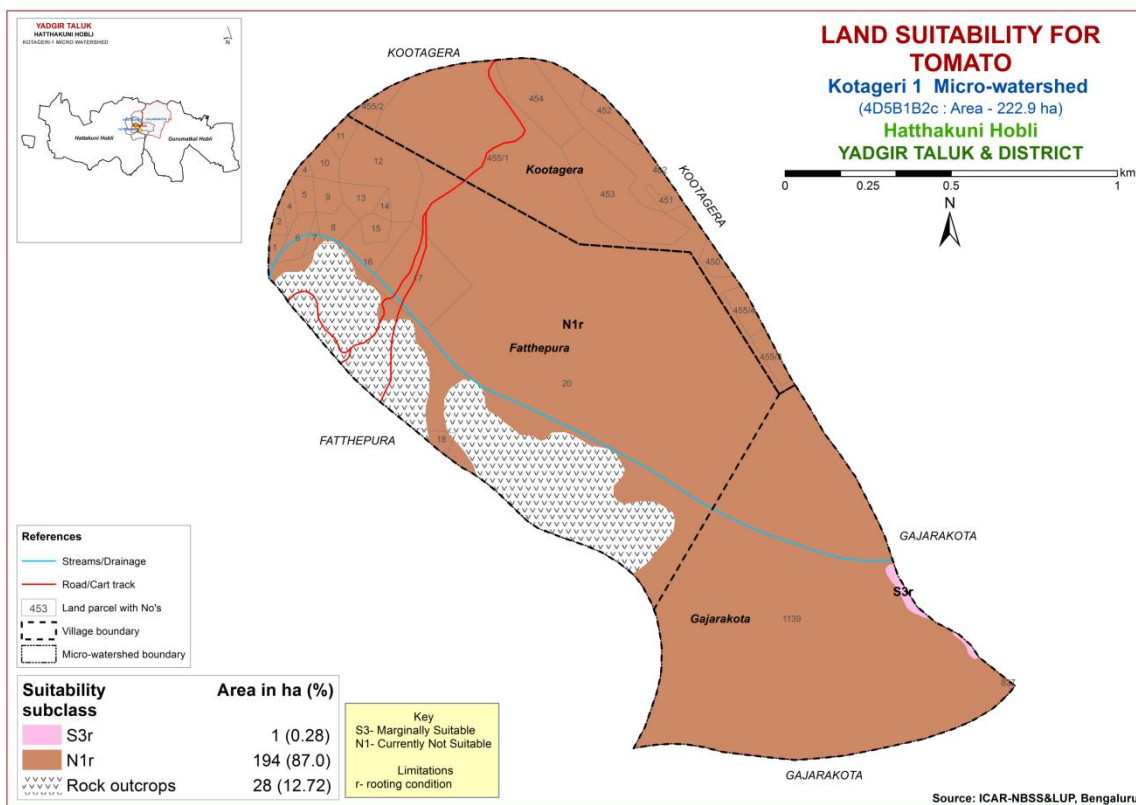 YADGIR TALUK
HATTHAKUNI HOBLI
KOTAGERI-1 MICRO WATERSHED
N
Hattikuni Hobli
Gurumatkal Hobli
LAND SUITABILITY FOR
TOMATO
Kotageri 1 Micro-watershed
(4D5B1B2c : Area - 222.9 ha)
Hatthakuni Hobli
YADGIR TALUK & DISTRICT
km
0 0.25 0.5 1
N
KOOTAGERA
455/2
454
452
11
455/1
12
10
Kootagera
4
462
453
451
KOOTAGERA
5
9
13
4
14
2
15
8
6
7
1
16
450
17
455/4
N1r
Fatthepura
20
FATTHEPURA
18
GAJARAKOTA
S3r
Gajarakota
1139
837
GAJARAKOTA
References
Streams/Drainage
Road/Cart track
453 Land parcel with No's
Village boundary
Micro-watershed boundary
Suitability subclass Area in ha (%)
S3r 1 (0.28)
N1r 194 (87.0)
Rock outcrops 28 (12.72)
Key
S3- Marginally Suitable
N1- Currently Not Suitable
Limitations
r- rooting condition
Source: ICAR-NBSS&LUP, Bengaluru